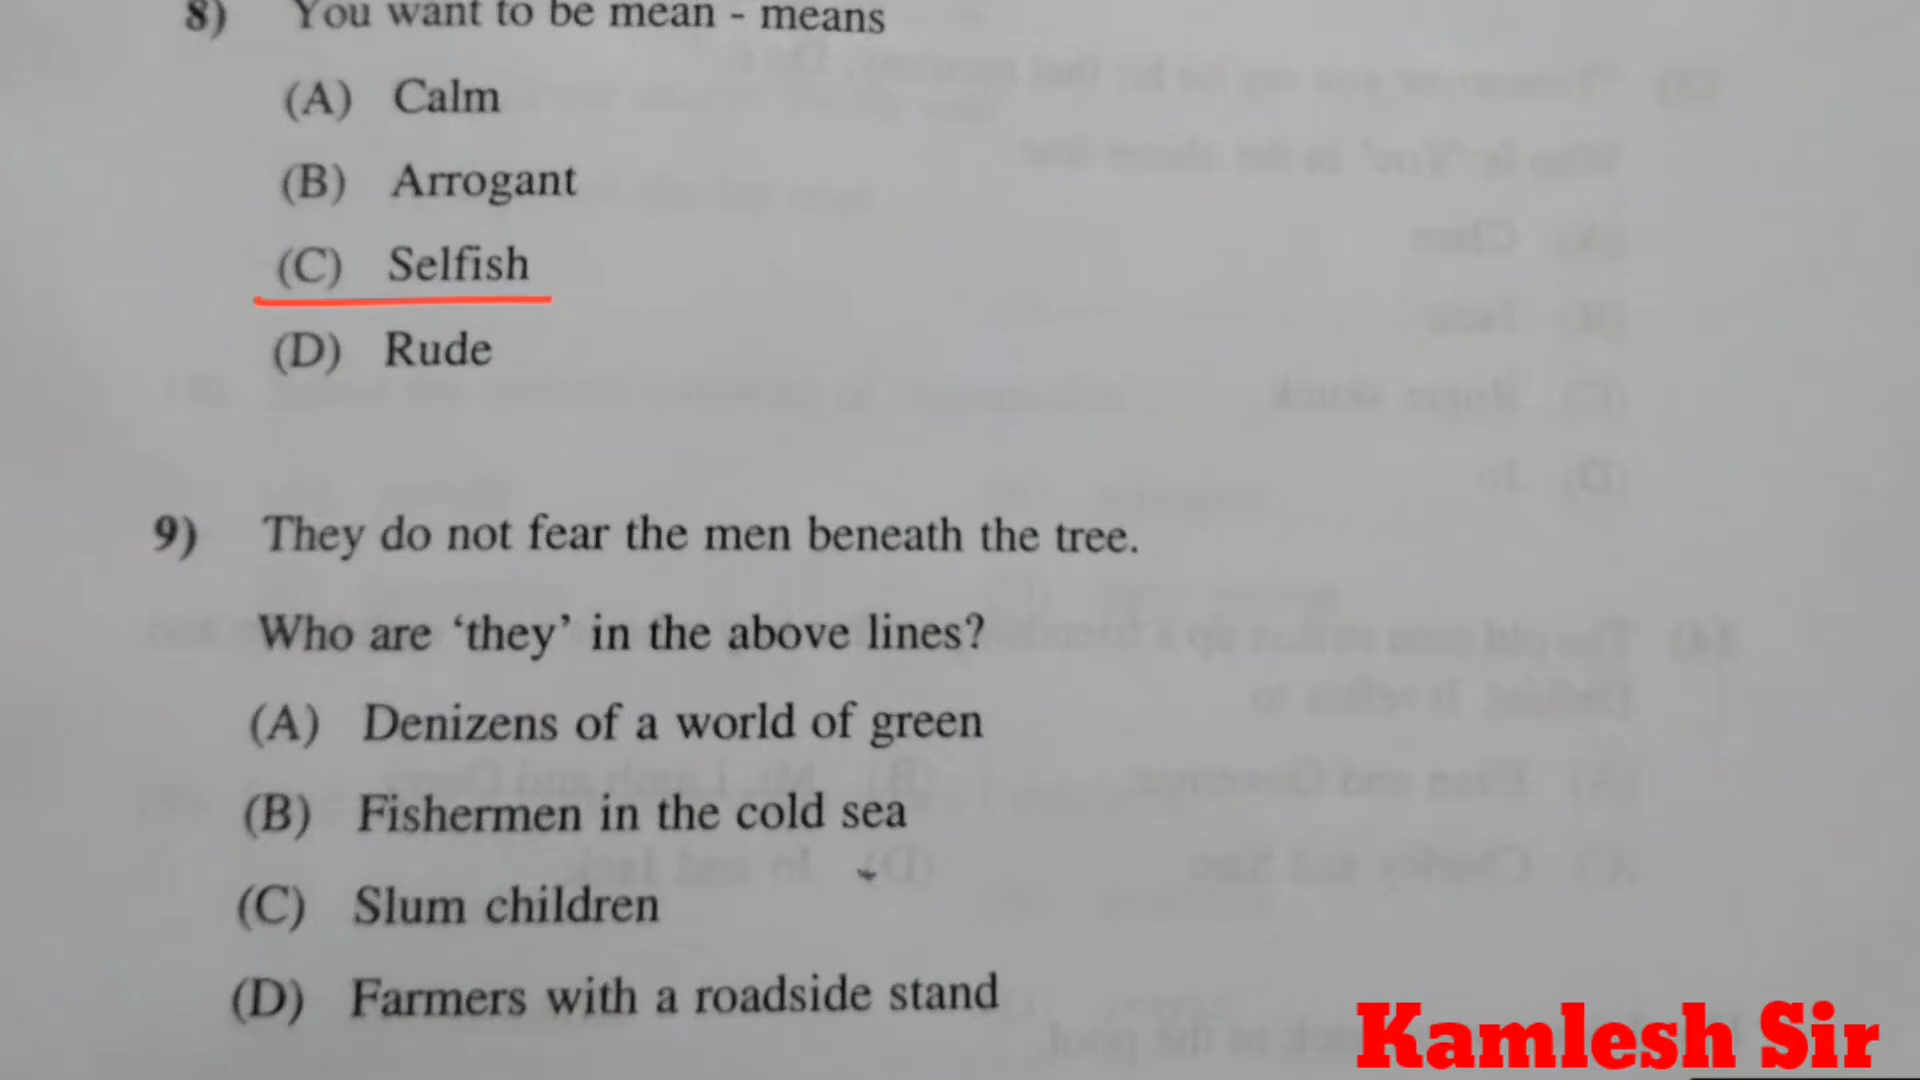 8) You want to be mean - means
(A) Calm
(B) Arrogant
(C) Selfish
(D) Rude
9) They do not fear the men beneath the tree.
Who are ‘they’ in the above lines?
(A) Denizens of a world of green
(B) Fishermen in the cold sea
(C) Slum children
(D) Farmers with a roadside stand
Kamlesh Sir